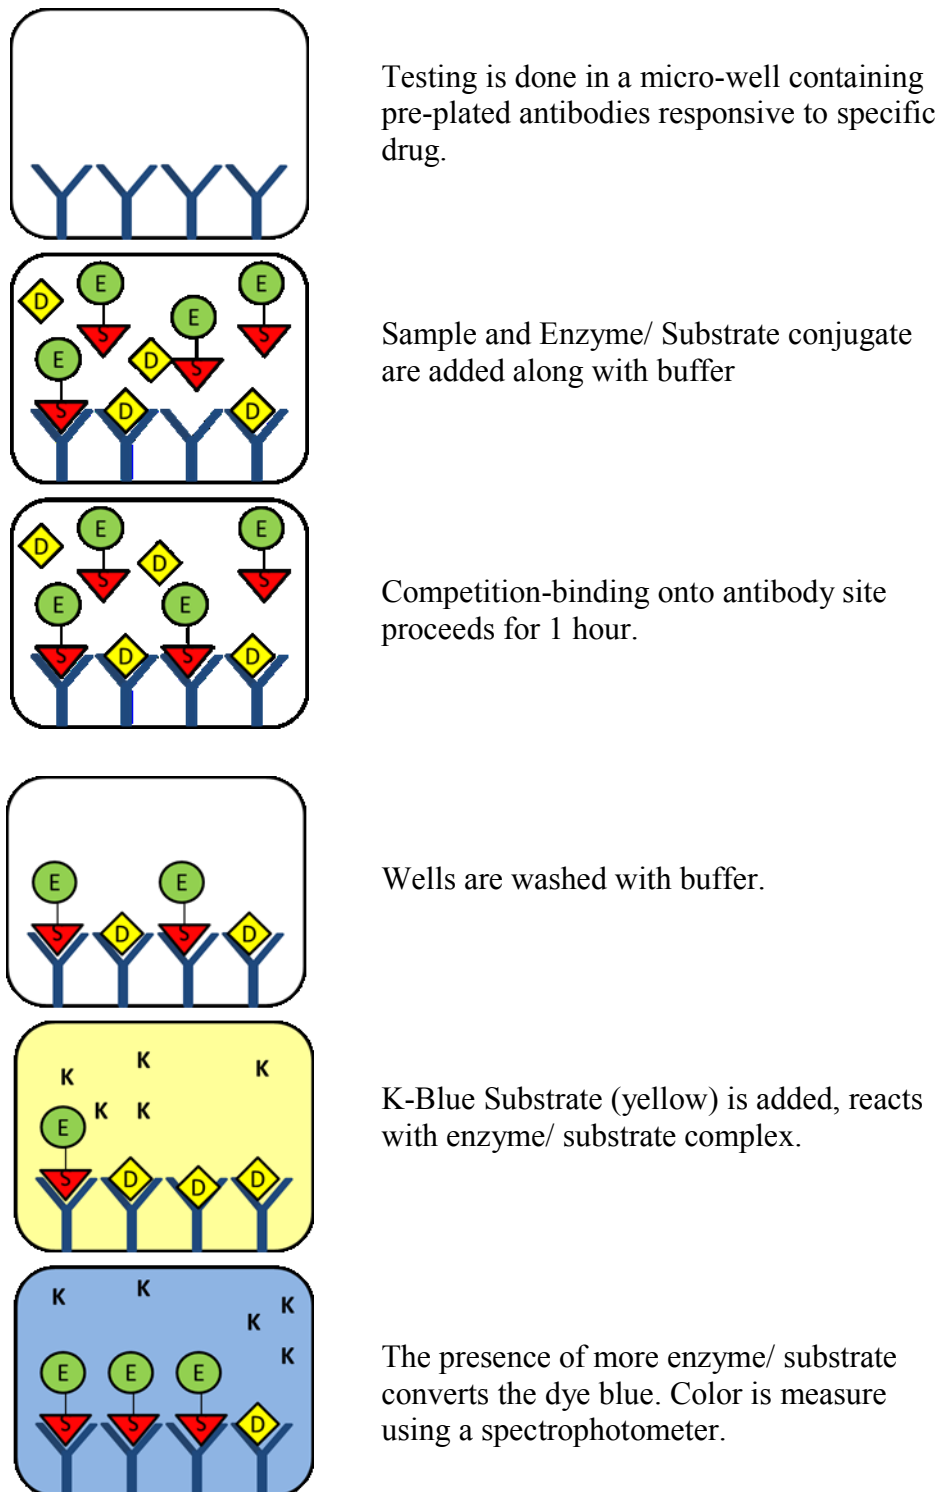 Testing is done in a micro-well containing
pre-plated antibodies responsive to specific
drug.
E E
D E
S S
E D S
S D D
Sample and Enzyme/ Substrate conjugate
are added along with buffer
E E
D D
S S
E E
S D S D
Competition-binding onto antibody site
proceeds for 1 hour.
E E
S D S D
Wells are washed with buffer.
K K K
K K
E
S D D D
K-Blue Substrate (yellow) is added, reacts
with enzyme/ substrate complex.
K K K
K
K
E E E
S S S D
The presence of more enzyme/ substrate
converts the dye blue. Color is measure
using a spectrophotometer.